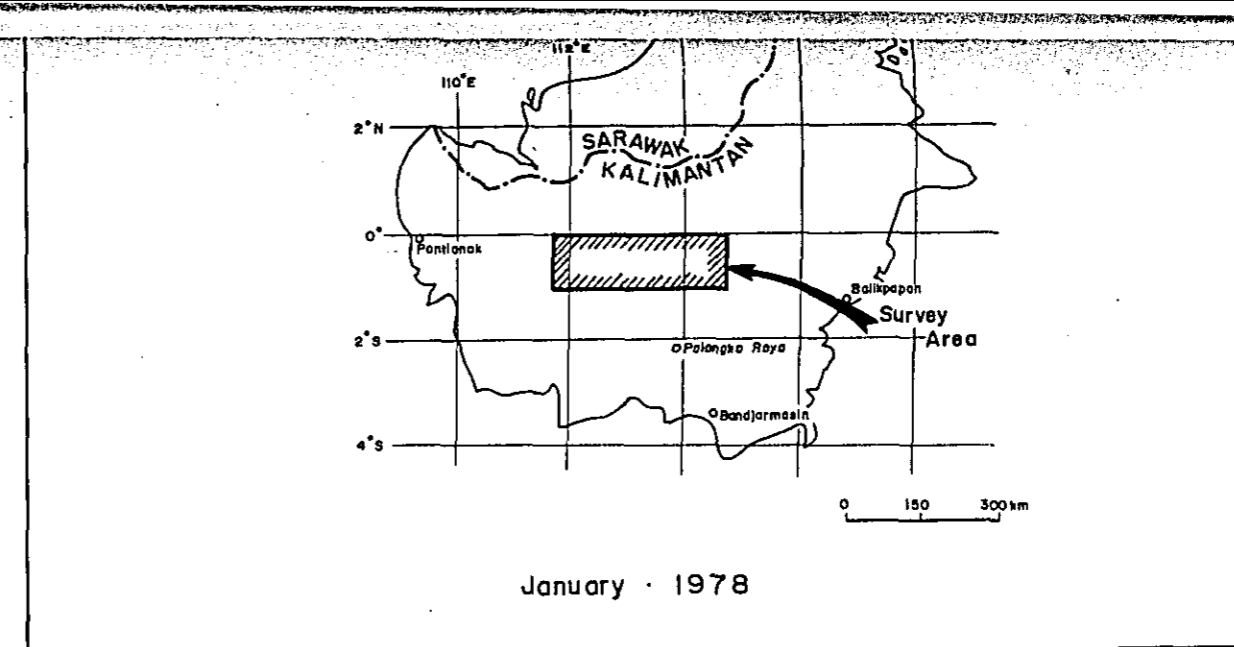 112°E
110°E
2°N
SARAWAK
KALIMANTAN
0°
Pontianak
Balikpapan
Survey
Area
2°S
Palangka Raya
Bandjarmasin
4°S
0 150 300 km
January · 1978